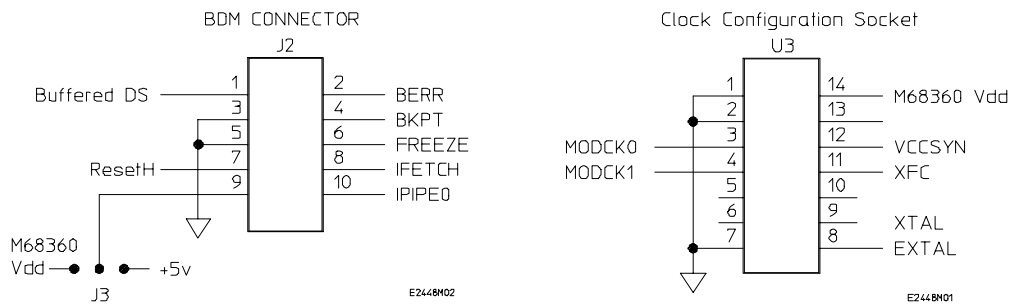 BDM CONNECTOR
J2
Buffered DS 1 2 BERR
3 4 BKPT
5 6 FREEZE
ResetH 7 8 IFETCH
9 10 IPIPE0
M68360
Vdd +5v
J3
E2448M02
Clock Configuration Socket
U3
1 14 M68360 Vdd
2 13
MODCK0 3 12 VCCSYN
MODCK1 4 11 XFC
5 10
6 9 XTAL
7 8 EXTAL
E2448M01